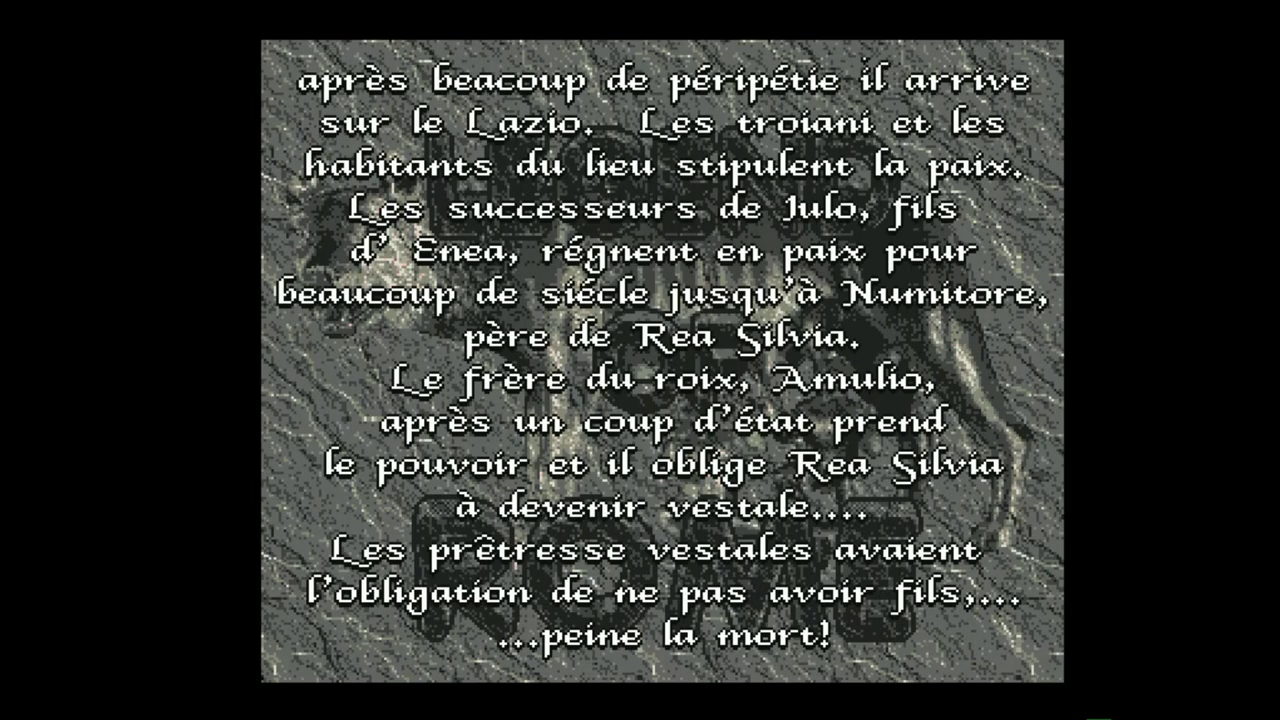 après beacoup de péripétie il arrive
sur le Lazio. Les troiani et les
habitants du lieu stipulent la paix.
Les successeurs de Julo, fils
d' Enea, régnent en paix pour
beaucoup de siécle jusqu'à Numitore,
père de Rea Silvia.
Le frère du roix, Amulio,
après un coup d'état prend
le pouvoir et il oblige Rea Silvia
à devenir vestale....
Les prêtresse vestales avaient
l'obligation de ne pas avoir fils,...
...peine la mort!
LEGEND
OF
ROME